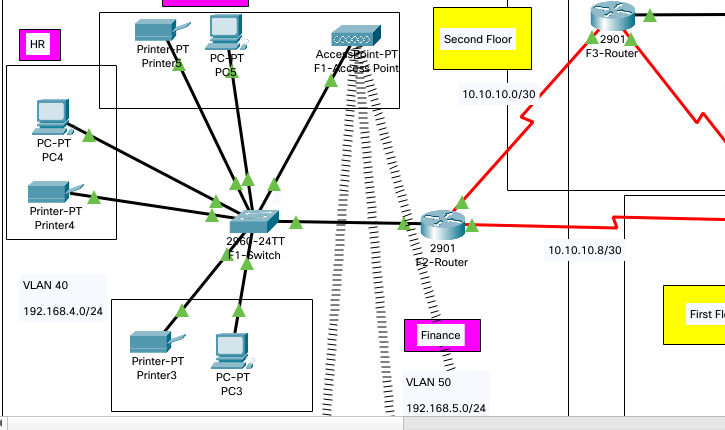 HR
Printer-PT
Printer5
PC-PT
PC5
AccessPoint-PT
F1-Access Point
Second Floor
2901
F3-Router
10.10.10.0/30
PC-PT
PC4
Printer-PT
Printer4
2960-24TT
F1-Switch
2901
F2-Router
10.10.10.8/30
VLAN 40
192.168.4.0/24
First Fl
Finance
Printer-PT
Printer3
PC-PT
PC3
VLAN 50
192.168.5.0/24